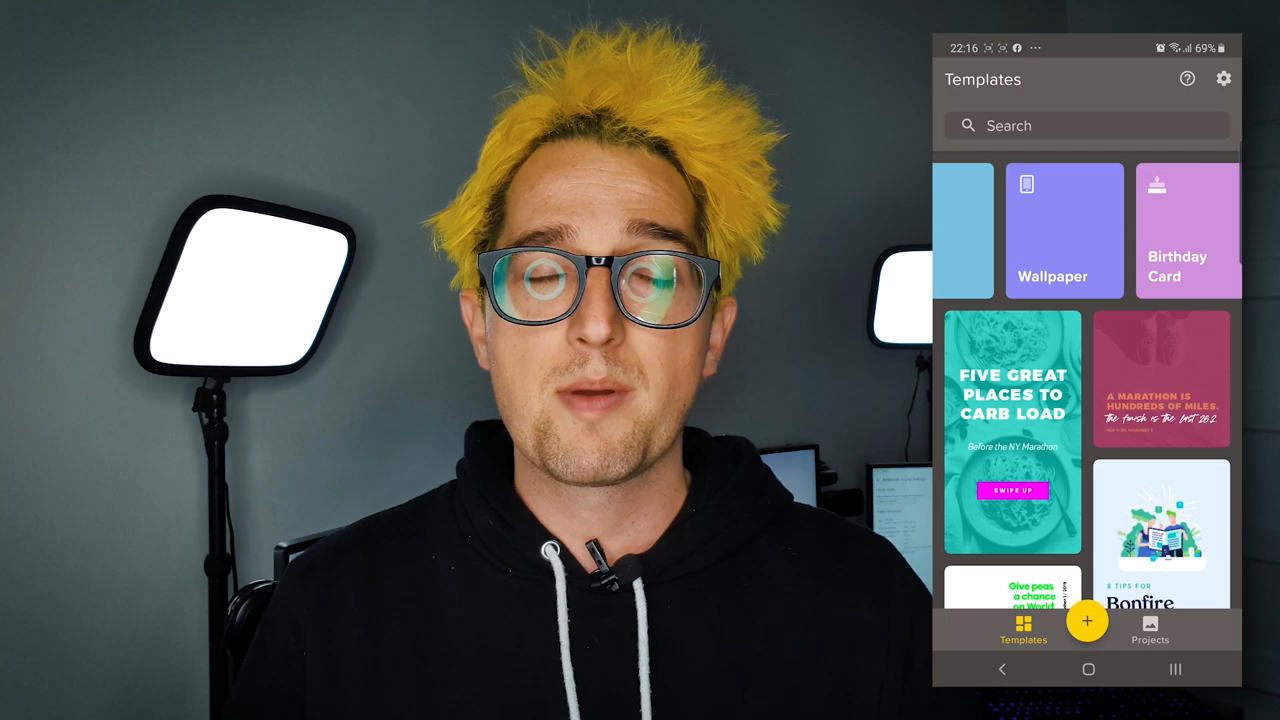 22:16
69%
Templates
Search
Wallpaper
Birthday
Card
FIVE GREAT
PLACES TO
CARB LOAD
Before the NY Marathon
SWIPE UP
A MARATHON IS
HUNDREDS OF MILES.
the finish is the last 26.2
8 TIPS FOR
Bonfire
Give peas
a chance
on World
Templates
+
Projects